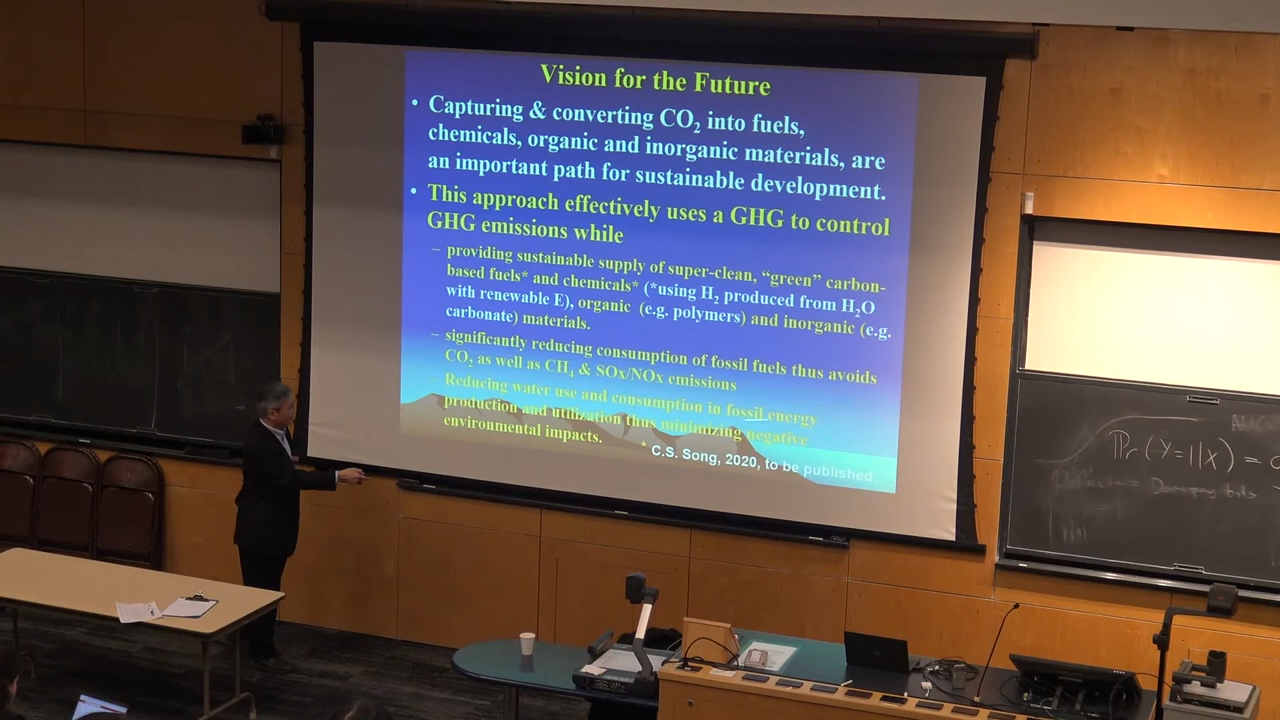 Vision for the Future
• Capturing & converting CO₂ into fuels,
chemicals, organic and inorganic materials, are
an important path for sustainable development.
• This approach effectively uses a GHG to control
GHG emissions while
– providing sustainable supply of super-clean, “green” carbon-
based fuels* and chemicals* (*using H₂ produced from H₂O
with renewable E), organic (e.g. polymers) and inorganic (e.g.
carbonate) materials.
– significantly reducing consumption of fossil fuels thus avoids
CO₂ as well as CH₄ & SOx/NOx emissions
– Reducing water use and consumption in fossil energy
production and utilization thus minimizing negative
environmental impacts.
* C.S. Song, 2020, to be published.
Pr (Y=1|X) =